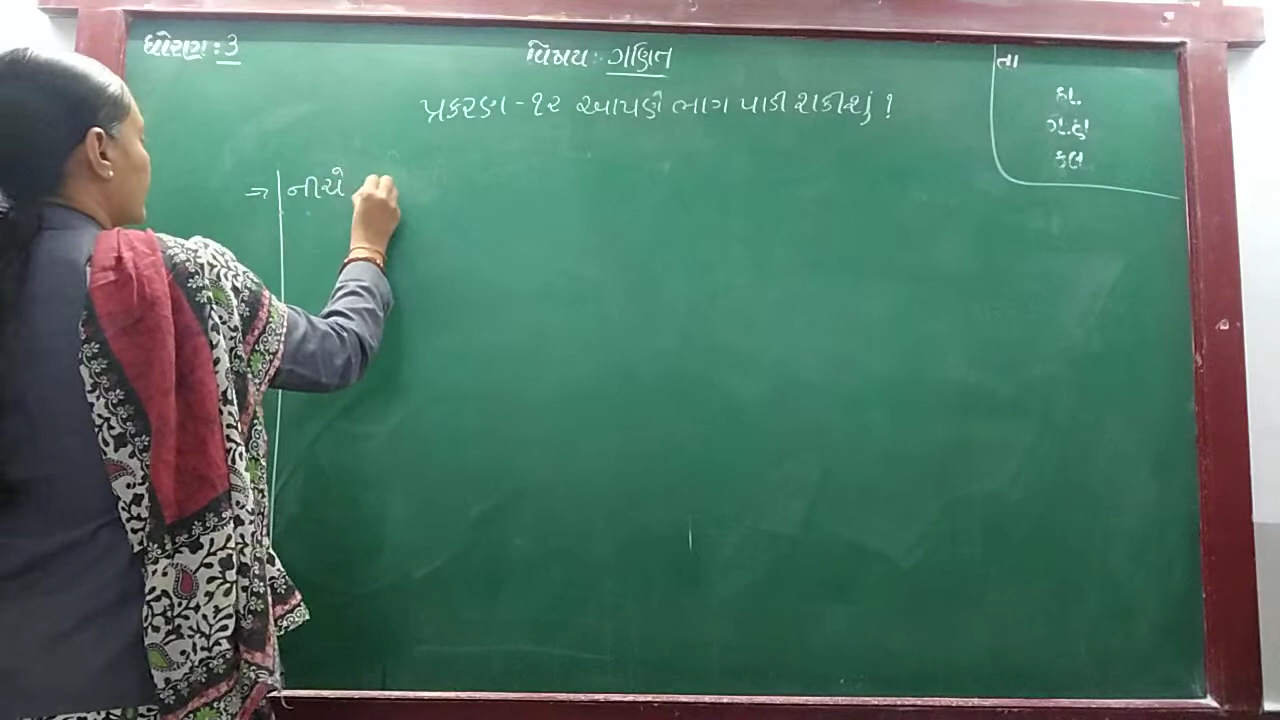 ધોરણ : 3
વિષય :- ગણિત
તા
હા.
ગે.હા
કુલ
પ્રકરણ - ૧૨ આપણે ભાગ પાડી શકીશું ?
⇒ નીચે